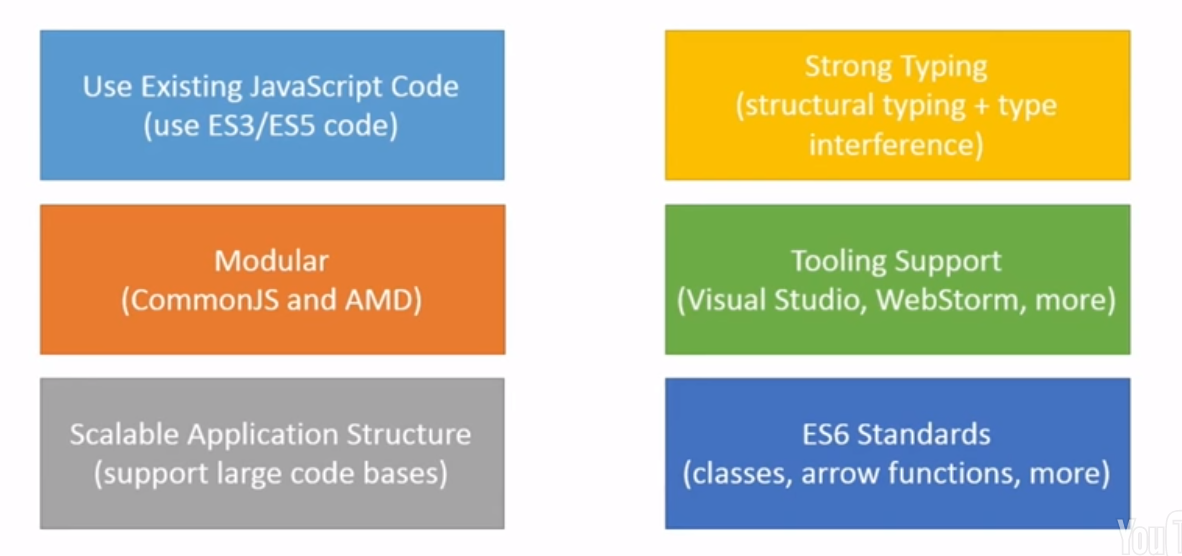 Use Existing JavaScript Code
(use ES3/ES5 code)
Strong Typing
(structural typing + type
interference)
Modular
(CommonJS and AMD)
Tooling Support
(Visual Studio, WebStorm, more)
Scalable Application Structure
(support large code bases)
ES6 Standards
(classes, arrow functions, more)
You